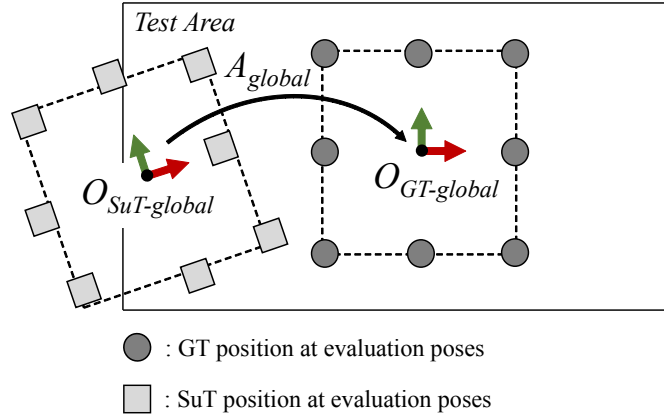 Test Area
A_global
O_SuT-global
O_GT-global
: GT position at evaluation poses
: SuT position at evaluation poses